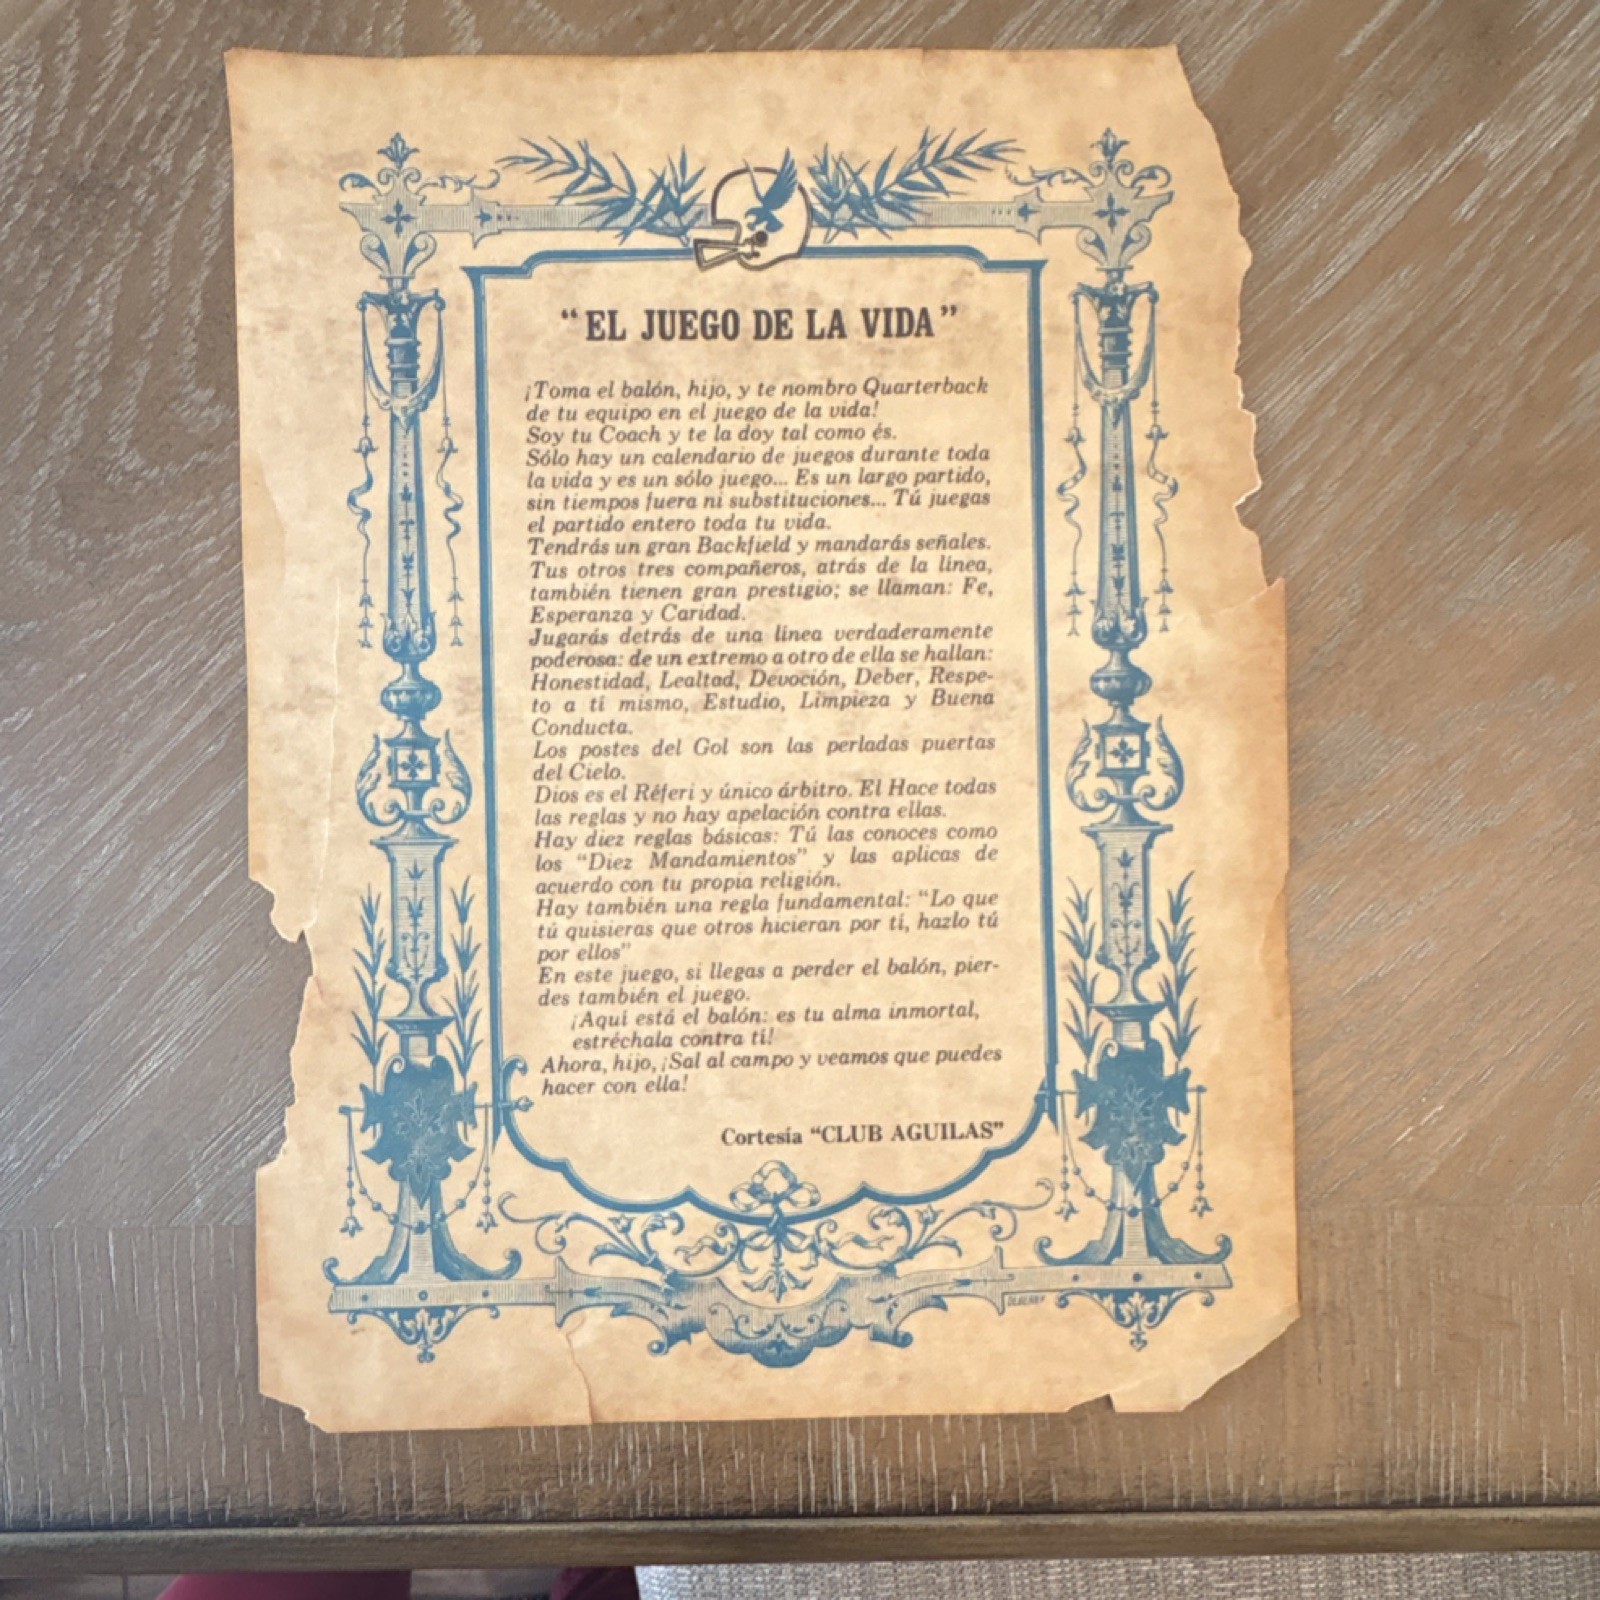 "EL JUEGO DE LA VIDA"
¡Toma el balón, hijo, y te nombro Quarterback
de tu equipo en el juego de la vida!
Soy tu Coach y te la doy tal como és.
Sólo hay un calendario de juegos durante toda
la vida y es un sólo juego... Es un largo partido,
sin tiempos fuera ni substituciones... Tú juegas
el partido entero toda tu vida.
Tendrás un gran Backfield y mandarás señales.
Tus otros tres compañeros, atrás de la línea,
también tienen gran prestigio; se llaman: Fe,
Esperanza y Caridad.
Jugarás detrás de una línea verdaderamente
poderosa: de un extremo a otro de ella se hallan:
Honestidad, Lealtad, Devoción, Deber, Respe-
to a tí mismo, Estudio, Limpieza y Buena
Conducta.
Los postes del Gol son las perladas puertas
del Cielo.
Dios es el Réferi y único árbitro. El Hace todas
las reglas y no hay apelación contra ellas.
Hay diez reglas básicas: Tú las conoces como
los "Diez Mandamientos" y las aplicas de
acuerdo con tu propia religión.
Hay también una regla fundamental: "Lo que
tú quisieras que otros hicieran por tí, hazlo tú
por ellos"
En este juego, si llegas a perder el balón, pier-
des también el juego.
¡Aquí está el balón: es tu alma inmortal,
estréchala contra tí!
Ahora, hijo, ¡Sal al campo y veamos que puedes
hacer con ella!
Cortesía "CLUB AGUILAS"